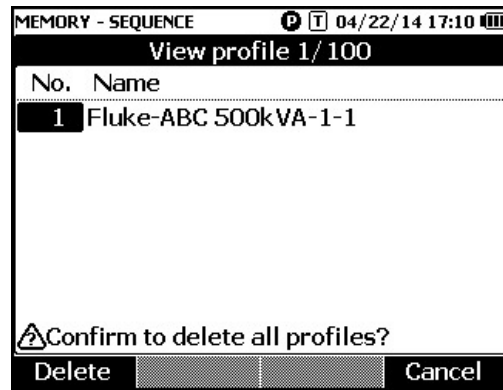 MEMORY - SEQUENCE P T 04/22/14 17:10
View profile 1/100
No. Name
1 Fluke-ABC 500kVA-1-1
Confirm to delete all profiles?
Delete Cancel